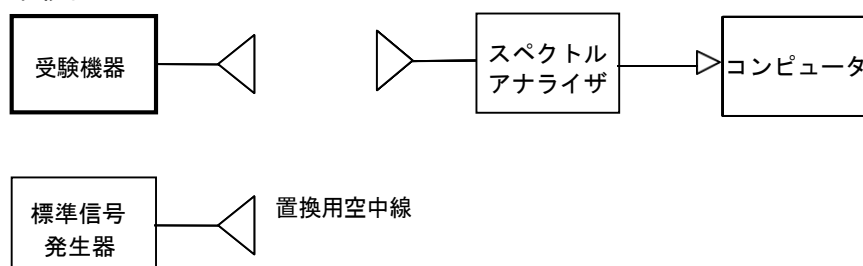 受験機器
スペクトル
アナライザ
コンピュータ
標準信号
発生器
置換用空中線